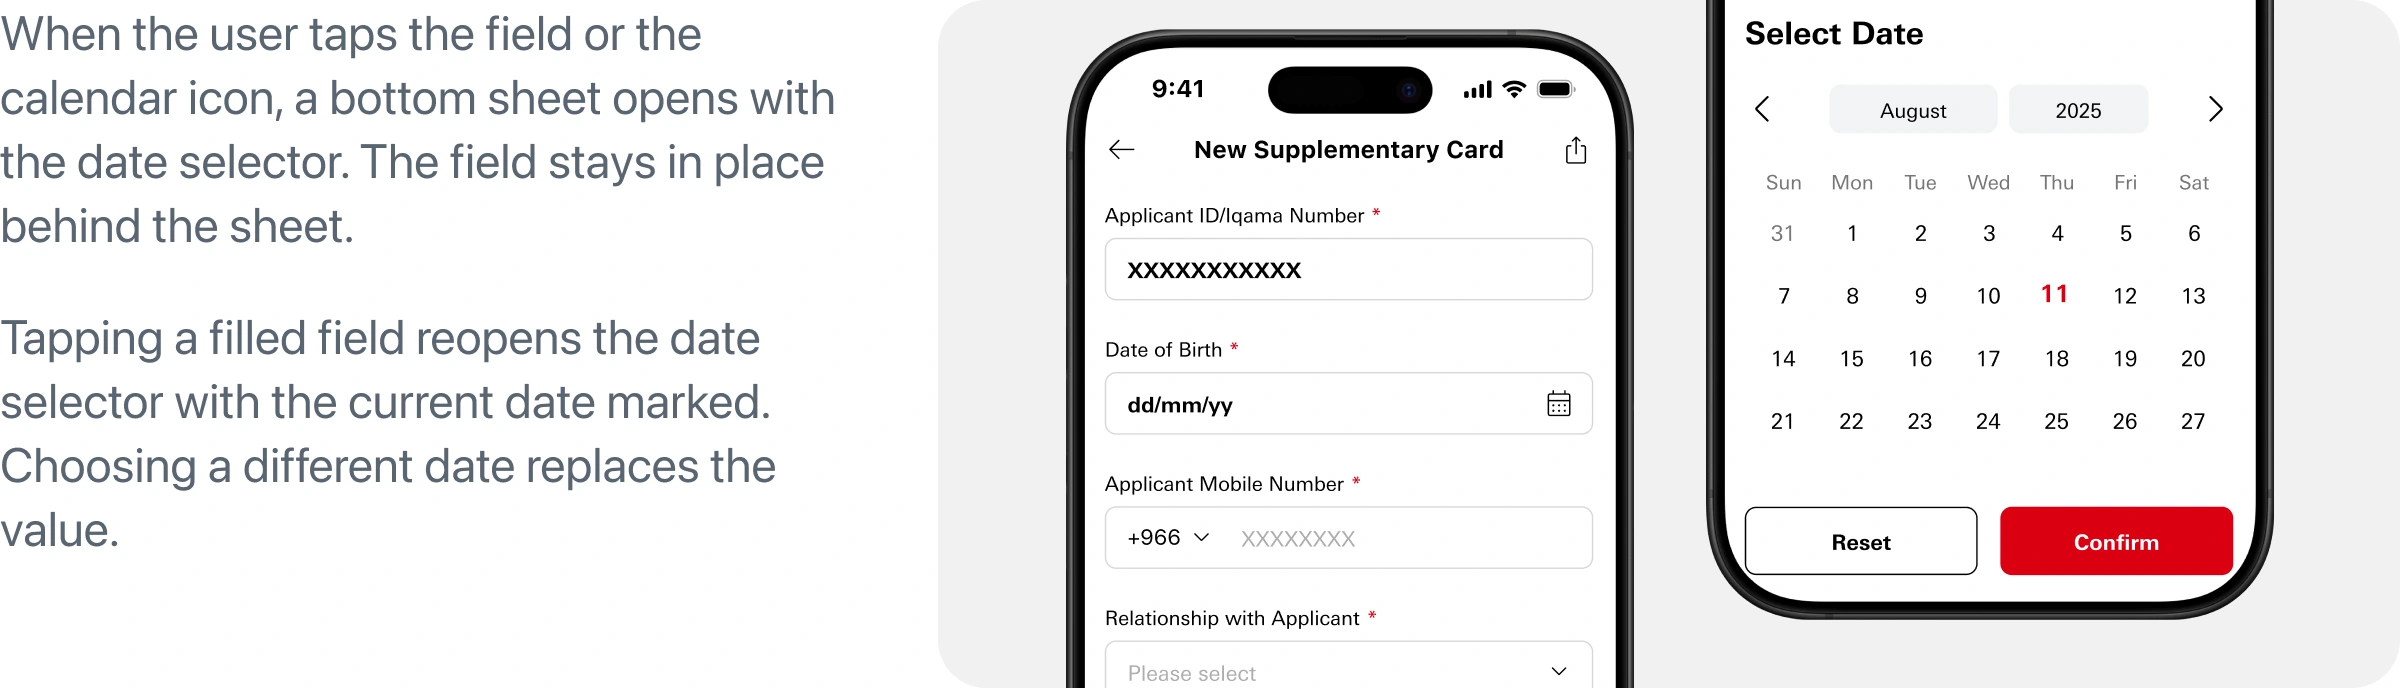 When the user taps the field or the
calendar icon, a bottom sheet opens with
the date selector. The field stays in place
behind the sheet.
Tapping a filled field reopens the date
selector with the current date marked.
Choosing a different date replaces the
value.
9:41
New Supplementary Card
Applicant ID/Iqama Number *
XXXXXXXXXXX
Date of Birth *
dd/mm/yy
Applicant Mobile Number *
+966 XXXXXXXX
Relationship with Applicant *
Please select
Select Date
August 2025
Sun Mon Tue Wed Thu Fri Sat
31 1 2 3 4 5 6
7 8 9 10 11 12 13
14 15 16 17 18 19 20
21 22 23 24 25 26 27
Reset Confirm